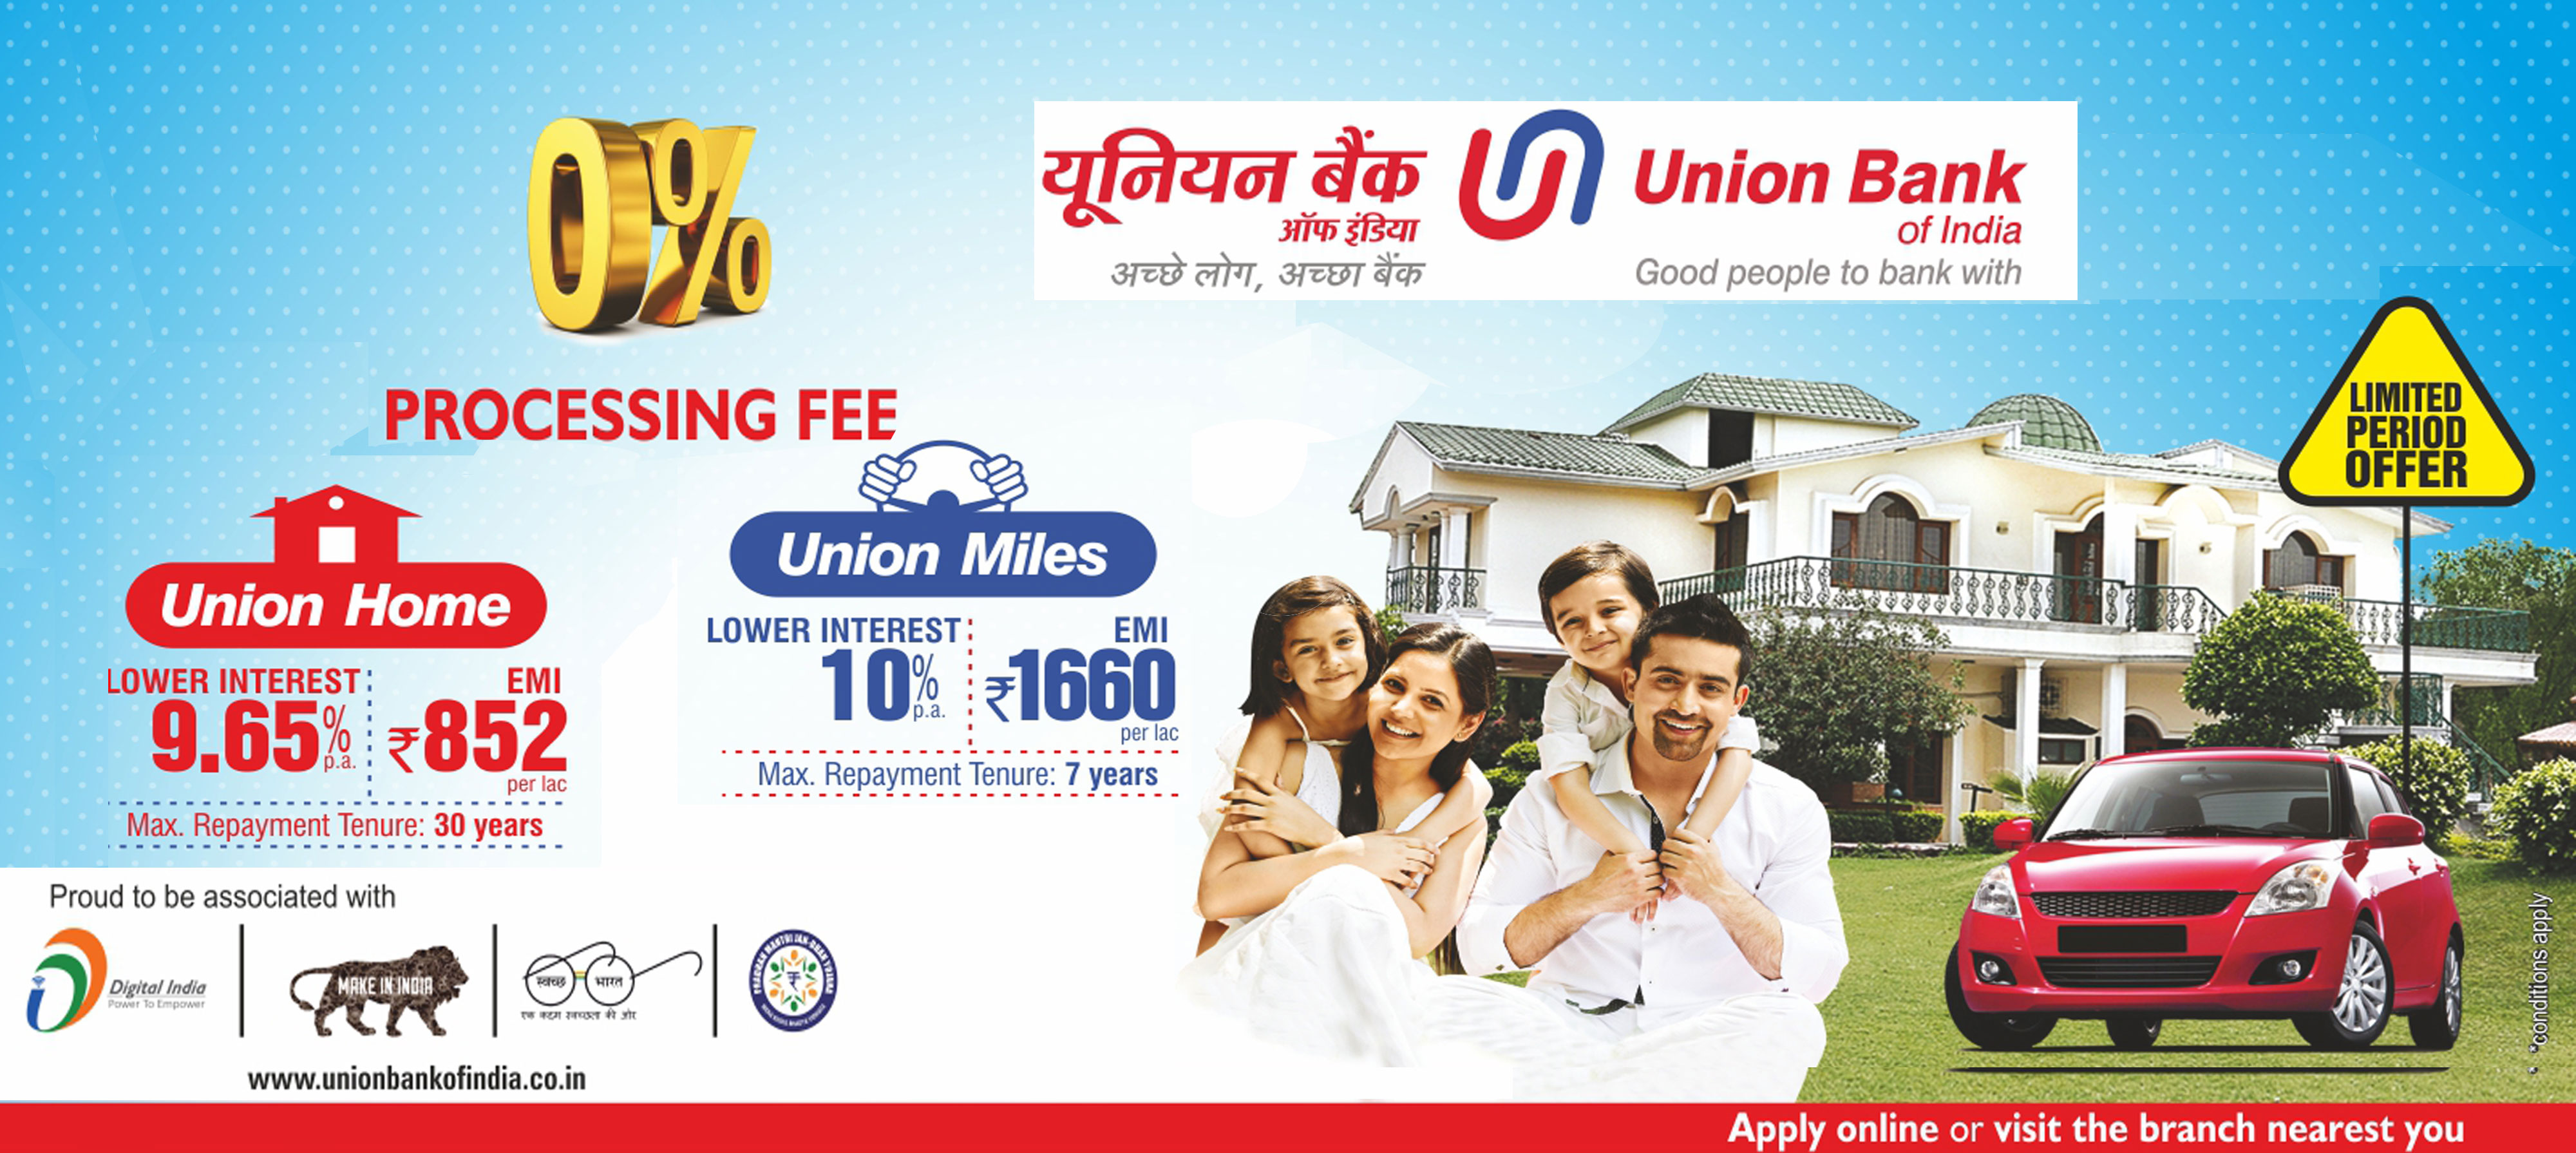 0%
PROCESSING FEE
यूनियन बैंक
ऑफ इंडिया
अच्छे लोग, अच्छा बैंक
Union Bank
of India
Good people to bank with
LIMITED
PERIOD
OFFER
Union Home
LOWER INTEREST
9.65% p.a.
EMI
₹852
per lac
Max. Repayment Tenure: 30 years
Union Miles
LOWER INTEREST
10% p.a.
EMI
₹1660
per lac
Max. Repayment Tenure: 7 years
Proud to be associated with
Digital India
Power To Empower
MAKE IN INDIA
स्वच्छ भारत
एक कदम स्वच्छता की ओर
www.unionbankofindia.co.in
*conditions apply
Apply online or visit the branch nearest you